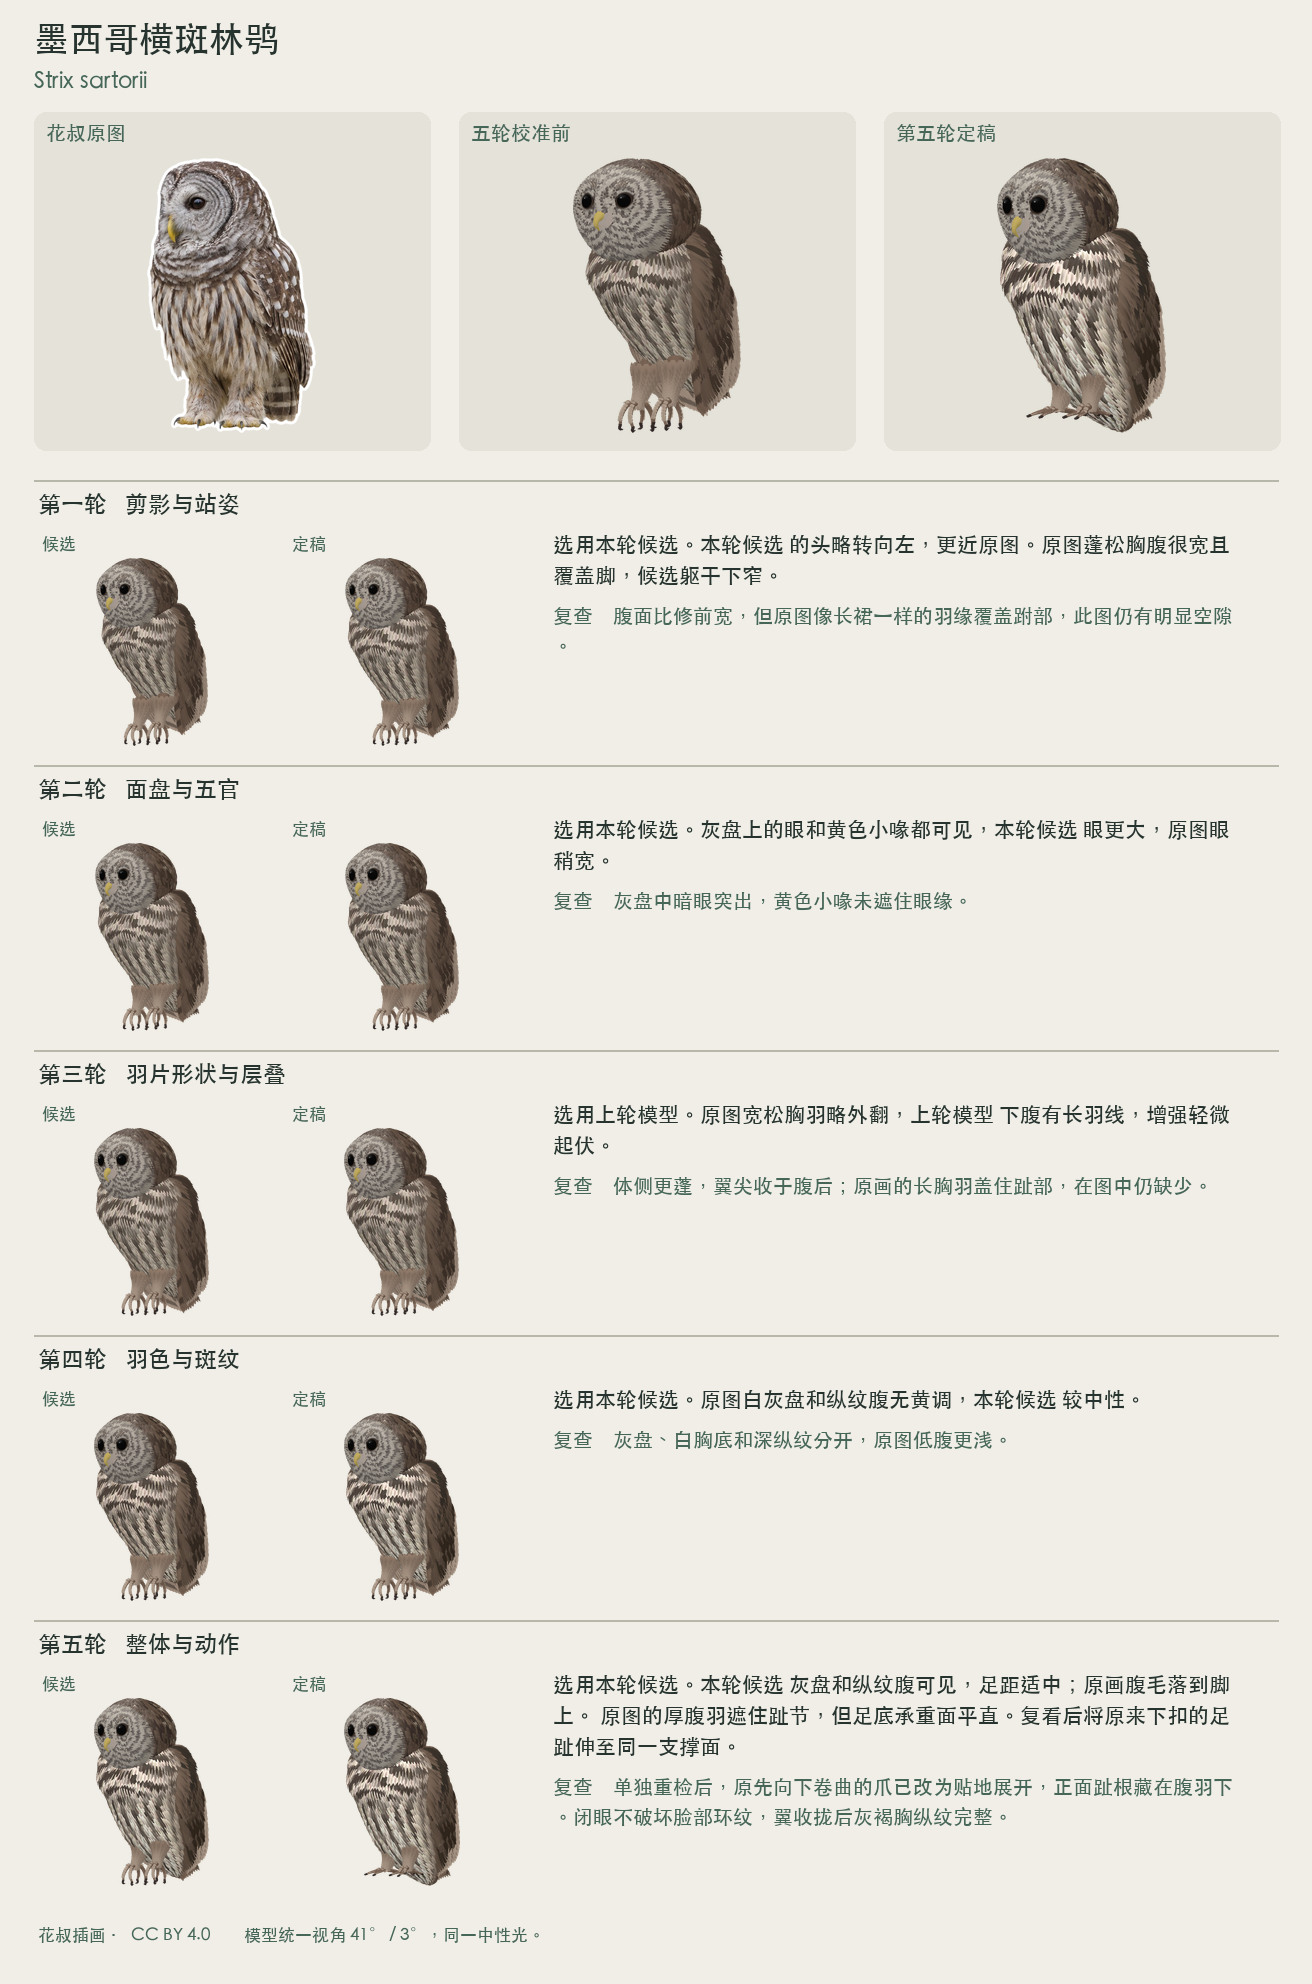 墨西哥横斑林鸮
Strix sartorii
花叔原图
五轮校准前
第五轮定稿
第一轮 剪影与站姿
候选
定稿
选用本轮候选。本轮候选 的头略转向左，更近原图。原图蓬松胸腹很宽且
覆盖脚，候选躯干下窄。
复查 腹面比修前宽，但原图像长裙一样的羽缘覆盖跗部，此图仍有明显空隙
。
第二轮 面盘与五官
候选
定稿
选用本轮候选。灰盘上的眼和黄色小喙都可见，本轮候选 眼更大，原图眼
稍宽。
复查 灰盘中暗眼突出，黄色小喙未遮住眼缘。
第三轮 羽片形状与层叠
候选
定稿
选用上轮模型。原图宽松胸羽略外翻，上轮模型 下腹有长羽线，增强轻微
起伏。
复查 体侧更蓬，翼尖收于腹后；原画的长胸羽盖住趾部，在图中仍缺少。
第四轮 羽色与斑纹
候选
定稿
选用本轮候选。原图白灰盘和纵纹腹无黄调，本轮候选 较中性。
复查 灰盘、白胸底和深纵纹分开，原图低腹更浅。
第五轮 整体与动作
候选
定稿
选用本轮候选。本轮候选 灰盘和纵纹腹可见，足距适中；原画腹毛落到脚
上。 原图的厚腹羽遮住趾节，但足底承重面平直。复看后将原来下扣的足
趾伸至同一支撑面。
复查 单独重检后，原先向下卷曲的爪已改为贴地展开，正面趾根藏在腹羽下
。闭眼不破坏脸部环纹，翼收拢后灰褐胸纵纹完整。
花叔插画 · CC BY 4.0 模型统一视角 41° / 3° ，同一中性光。